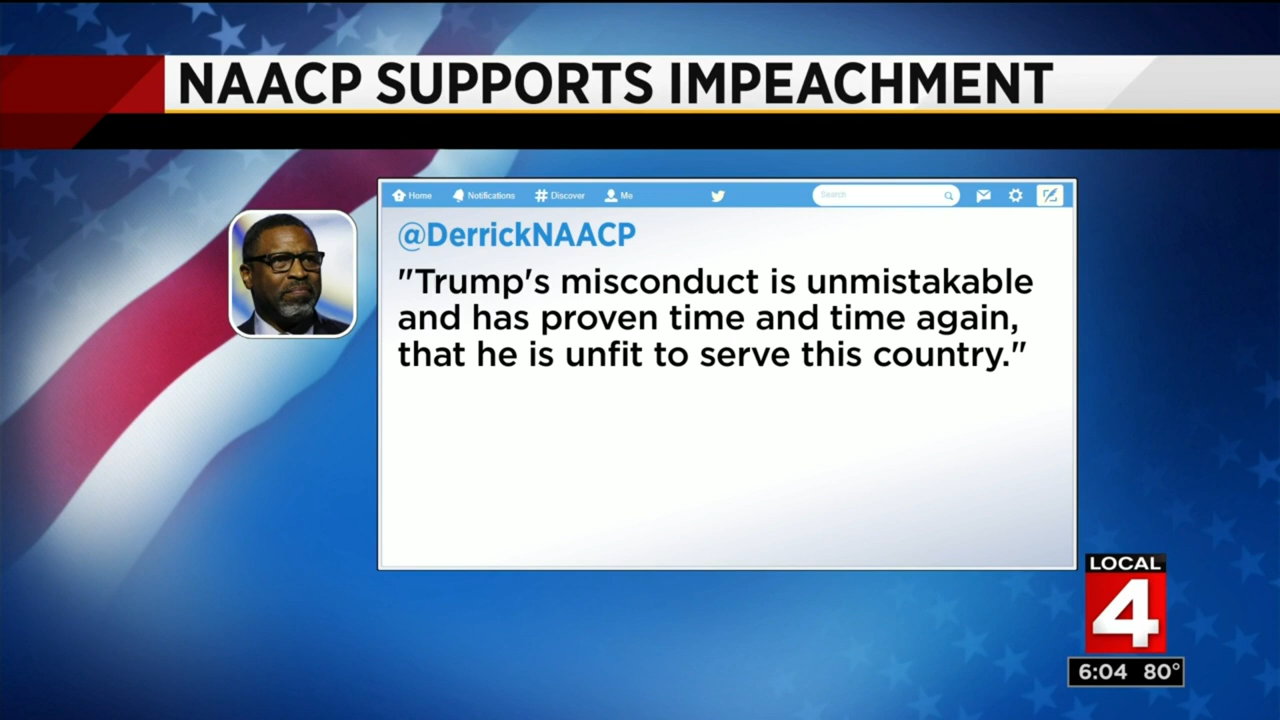 NAACP SUPPORTS IMPEACHMENT
Home Notifications Discover Me Search
@DerrickNAACP
"Trump's misconduct is unmistakable
and has proven time and time again,
that he is unfit to serve this country."
LOCAL
4
6:04 80°